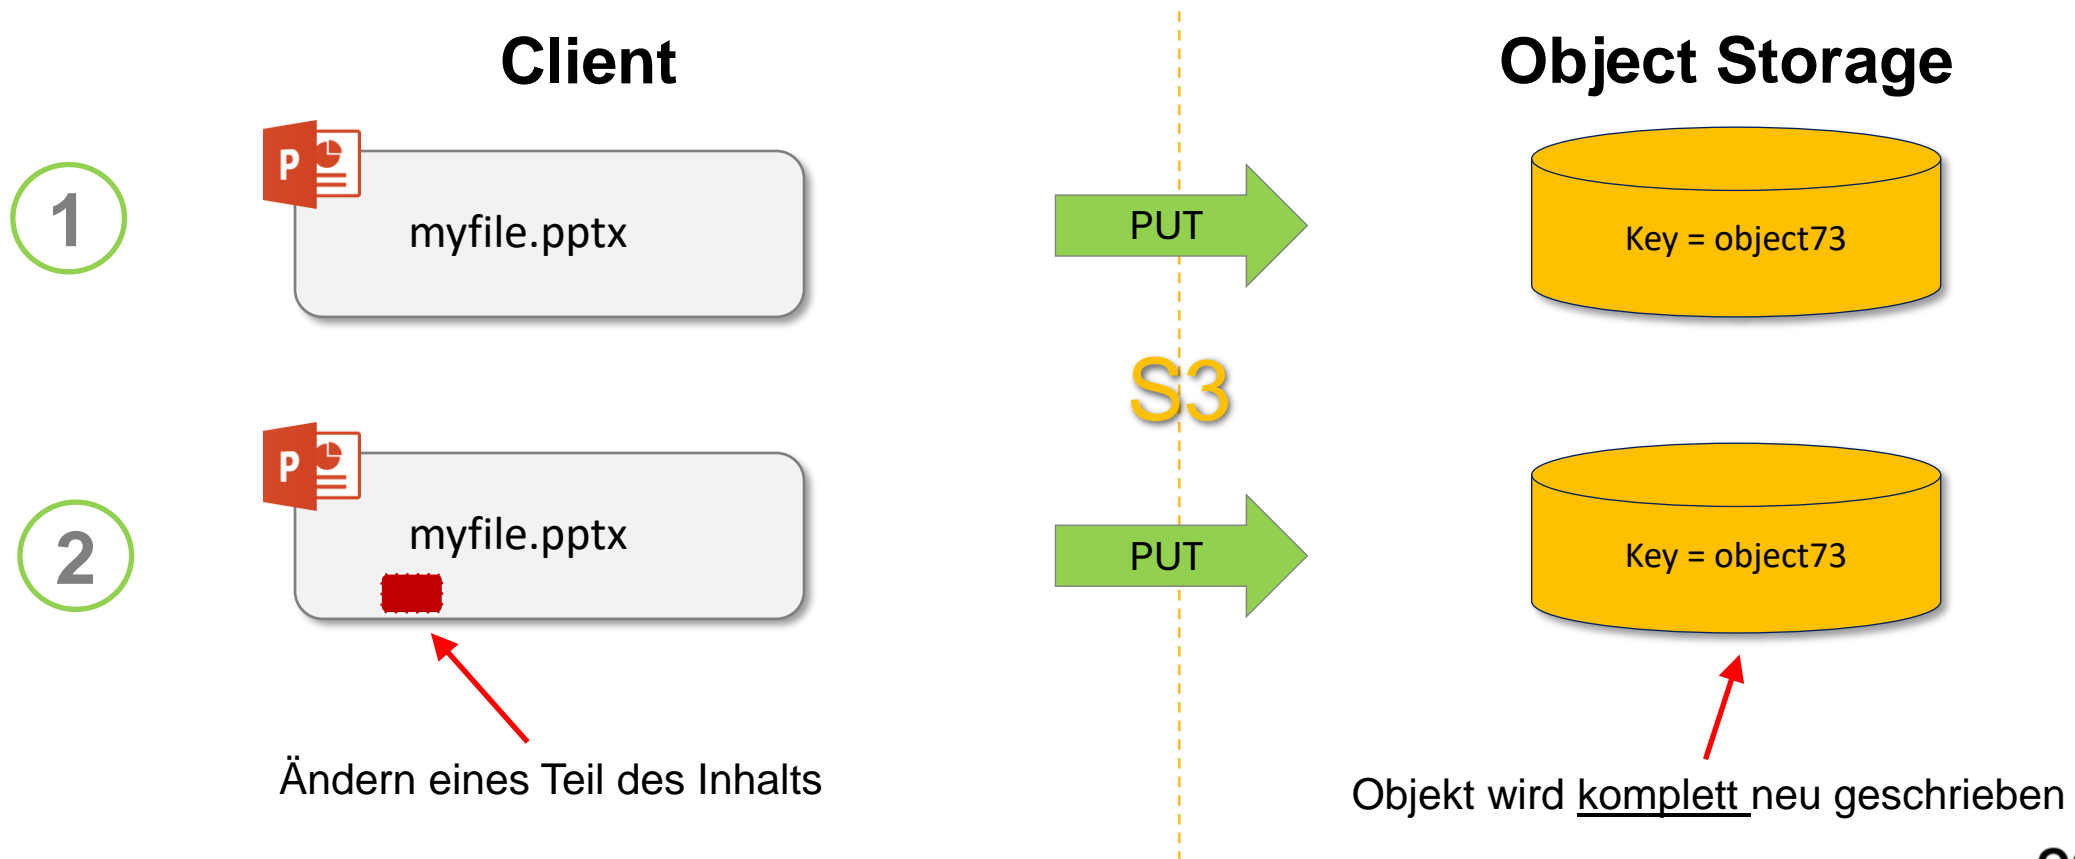 Client
Object Storage
1
P
myfile.pptx
PUT
Key = object73
S3
2
P
myfile.pptx
PUT
Key = object73
Ändern eines Teil des Inhalts
Objekt wird komplett neu geschrieben